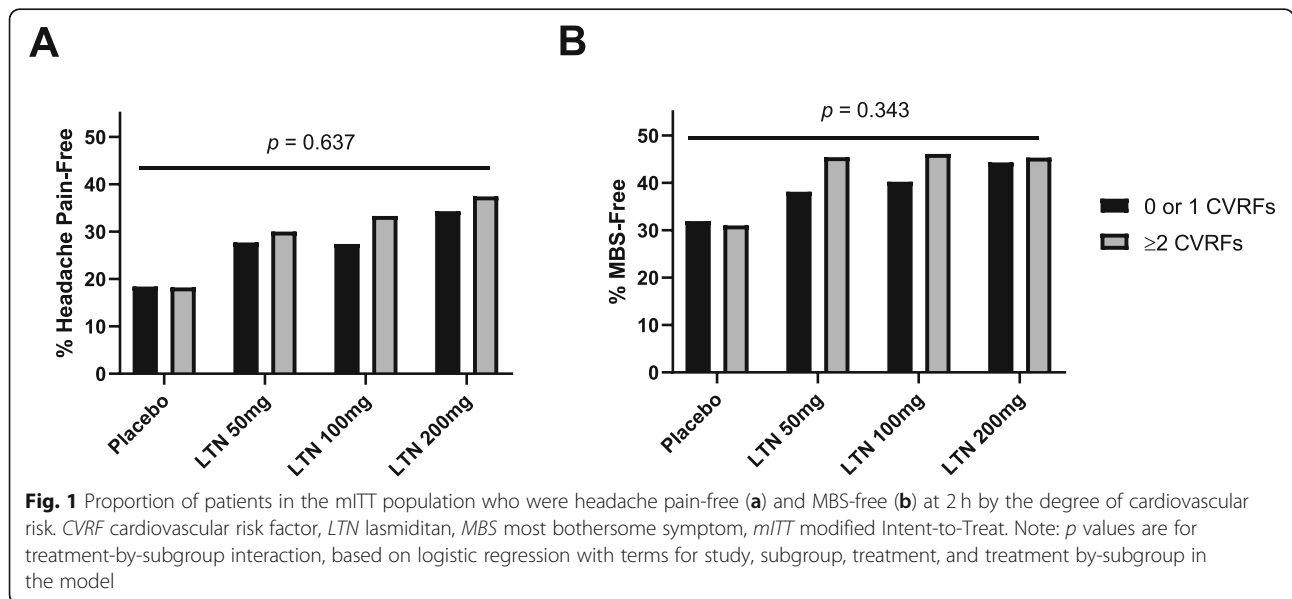 A
B
% Headache Pain-Free
50
40
30
20
10
0
p = 0.637
Placebo
LTN 50mg
LTN 100mg
LTN 200mg
% MBS-Free
50
40
30
20
10
0
p = 0.343
Placebo
LTN 50mg
LTN 100mg
LTN 200mg
0 or 1 CVRFs
≥2 CVRFs
Fig. 1 Proportion of patients in the mITT population who were headache pain-free (a) and MBS-free (b) at 2 h by the degree of cardiovascular
risk. CVRF cardiovascular risk factor, LTN lasmiditan, MBS most bothersome symptom, mITT modified Intent-to-Treat. Note: p values are for
treatment-by-subgroup interaction, based on logistic regression with terms for study, subgroup, treatment, and treatment by-subgroup in
the model